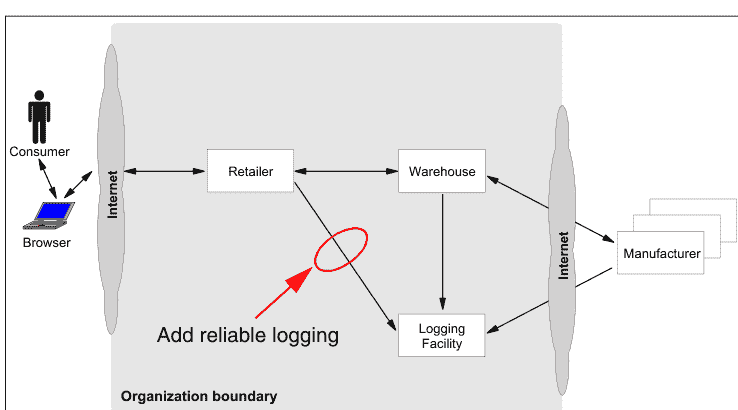 Consumer
Browser
Internet
Retailer
Warehouse
Internet
Manufacturer
Logging
Facility
Add reliable logging
Organization boundary